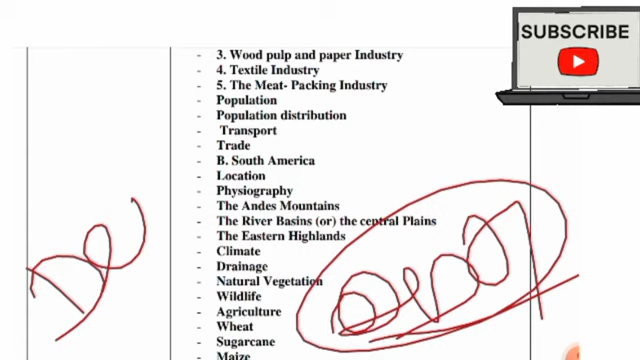 SUBSCRIBE
- 3. Wood pulp and paper Industry
- 4. Textile Industry
- 5. The Meat- Packing Industry
- Population
- Population distribution
- Transport
- Trade
- B. South America
- Location
- Physiography
- The Andes Mountains
- The River Basins (or) the central Plains
- The Eastern Highlands
- Climate
- Drainage
- Natural Vegetation
- Wildlife
- Agriculture
- Wheat
- Sugarcane
- Maize